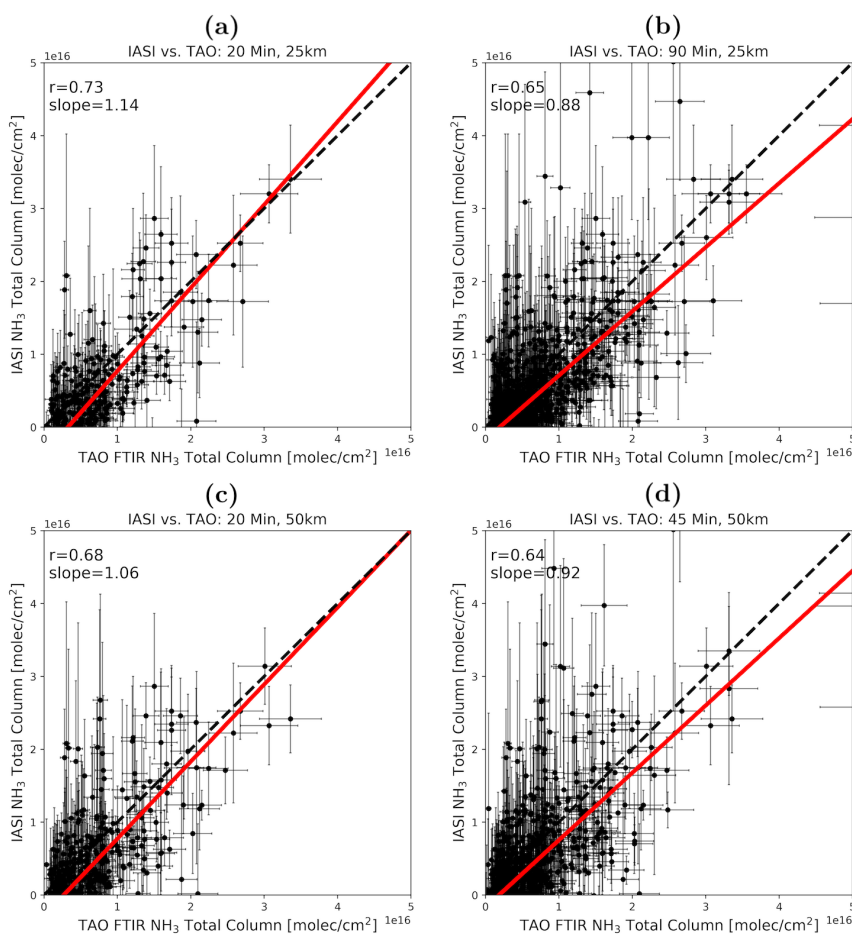 (a)
IASI vs. TAO: 20 Min, 25km
1e16
r=0.73
slope=1.14
IASI NH₃ Total Column [molec/cm²]
5
4
3
2
1
0
0 1 2 3 4 5
TAO FTIR NH₃ Total Column [molec/cm²] 1e16
(b)
IASI vs. TAO: 90 Min, 25km
1e16
r=0.65
slope=0.88
IASI NH₃ Total Column [molec/cm²]
5
4
3
2
1
0
0 1 2 3 4 5
TAO FTIR NH₃ Total Column [molec/cm²] 1e16
(c)
IASI vs. TAO: 20 Min, 50km
1e16
r=0.68
slope=1.06
IASI NH₃ Total Column [molec/cm²]
5
4
3
2
1
0
0 1 2 3 4 5
TAO FTIR NH₃ Total Column [molec/cm²] 1e16
(d)
IASI vs. TAO: 45 Min, 50km
1e16
r=0.64
slope=0.92
IASI NH₃ Total Column [molec/cm²]
5
4
3
2
1
0
0 1 2 3 4 5
TAO FTIR NH₃ Total Column [molec/cm²] 1e16